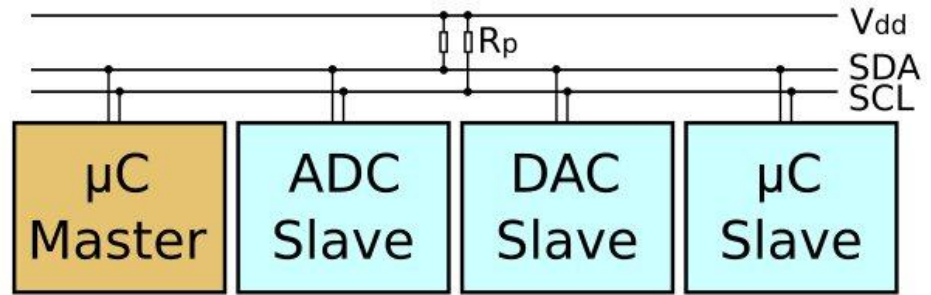 Vdd
Rp
SDA
SCL
µC
Master
ADC
Slave
DAC
Slave
µC
Slave